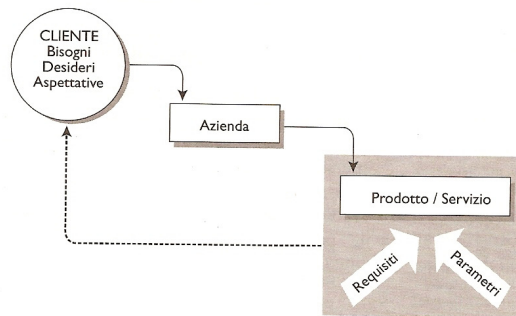 CLIENTE
Bisogni
Desideri
Aspettative
Azienda
Prodotto / Servizio
Requisiti
Parametri